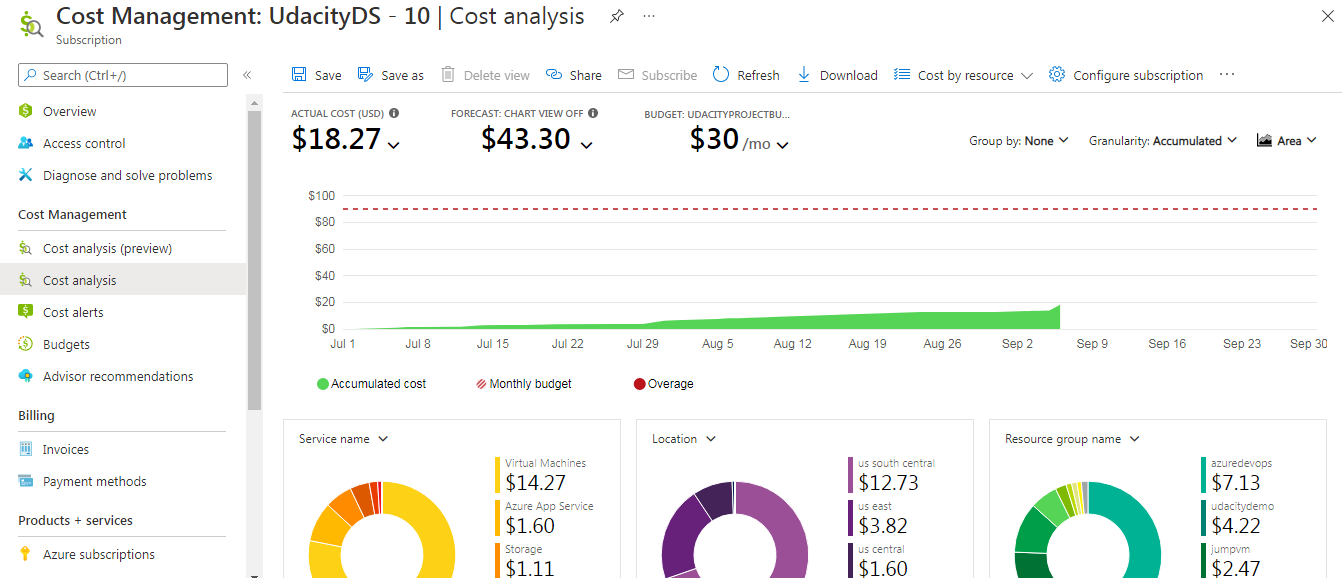 Cost Management: UdacityDS - 10 | Cost analysis
Subscription
Search (Ctrl+/)
Overview
Access control
Diagnose and solve problems
Cost Management
Cost analysis (preview)
Cost analysis
Cost alerts
Budgets
Advisor recommendations
Billing
Invoices
Payment methods
Products + services
Azure subscriptions
Save Save as Delete view Share Subscribe Refresh Download Cost by resource Configure subscription
ACTUAL COST (USD) FORECAST: CHART VIEW OFF BUDGET: UDACITYPROJECTBU...
$18.27 $43.30 $30 /mo
Group by: None Granularity: Accumulated Area
$100
$80
$60
$40
$20
$0
Jul 1 Jul 8 Jul 15 Jul 22 Jul 29 Aug 5 Aug 12 Aug 19 Aug 26 Sep 2 Sep 9 Sep 16 Sep 23 Sep 30
Accumulated cost Monthly budget Overage
Service name
Virtual Machines
$14.27
Azure App Service
$1.60
Storage
$1.11
Location
us south central
$12.73
us east
$3.82
us central
$1.60
Resource group name
azuredevops
$7.13
udacitydemo
$4.22
jumpvm
$2.47